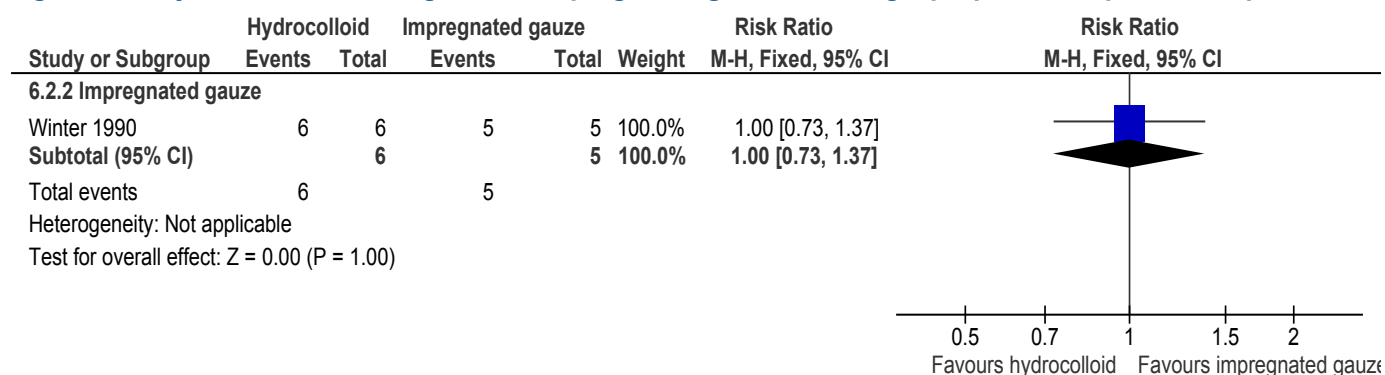 Hydrocolloid Impregnated gauze Risk Ratio Risk Ratio
Study or Subgroup Events Total Events Total Weight M-H, Fixed, 95% CI M-H, Fixed, 95% CI
6.2.2 Impregnated gauze
Winter 1990 6 6 5 5 100.0% 1.00 [0.73, 1.37]
Subtotal (95% CI) 6 5 100.0% 1.00 [0.73, 1.37]
Total events 6 5
Heterogeneity: Not applicable
Test for overall effect: Z = 0.00 (P = 1.00)
0.5 0.7 1 1.5 2
Favours hydrocolloid Favours impregnated gauze